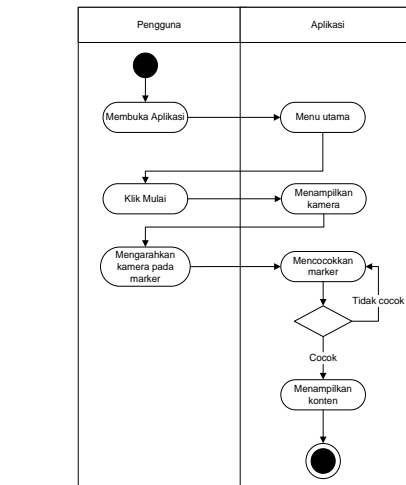 Pengguna
Aplikasi
Membuka Aplikasi
Menu utama
Klik Mulai
Menampilkan
kamera
Mengarahkan
kamera pada
marker
Mencocokkan
marker
Tidak cocok
Cocok
Menampilkan
konten